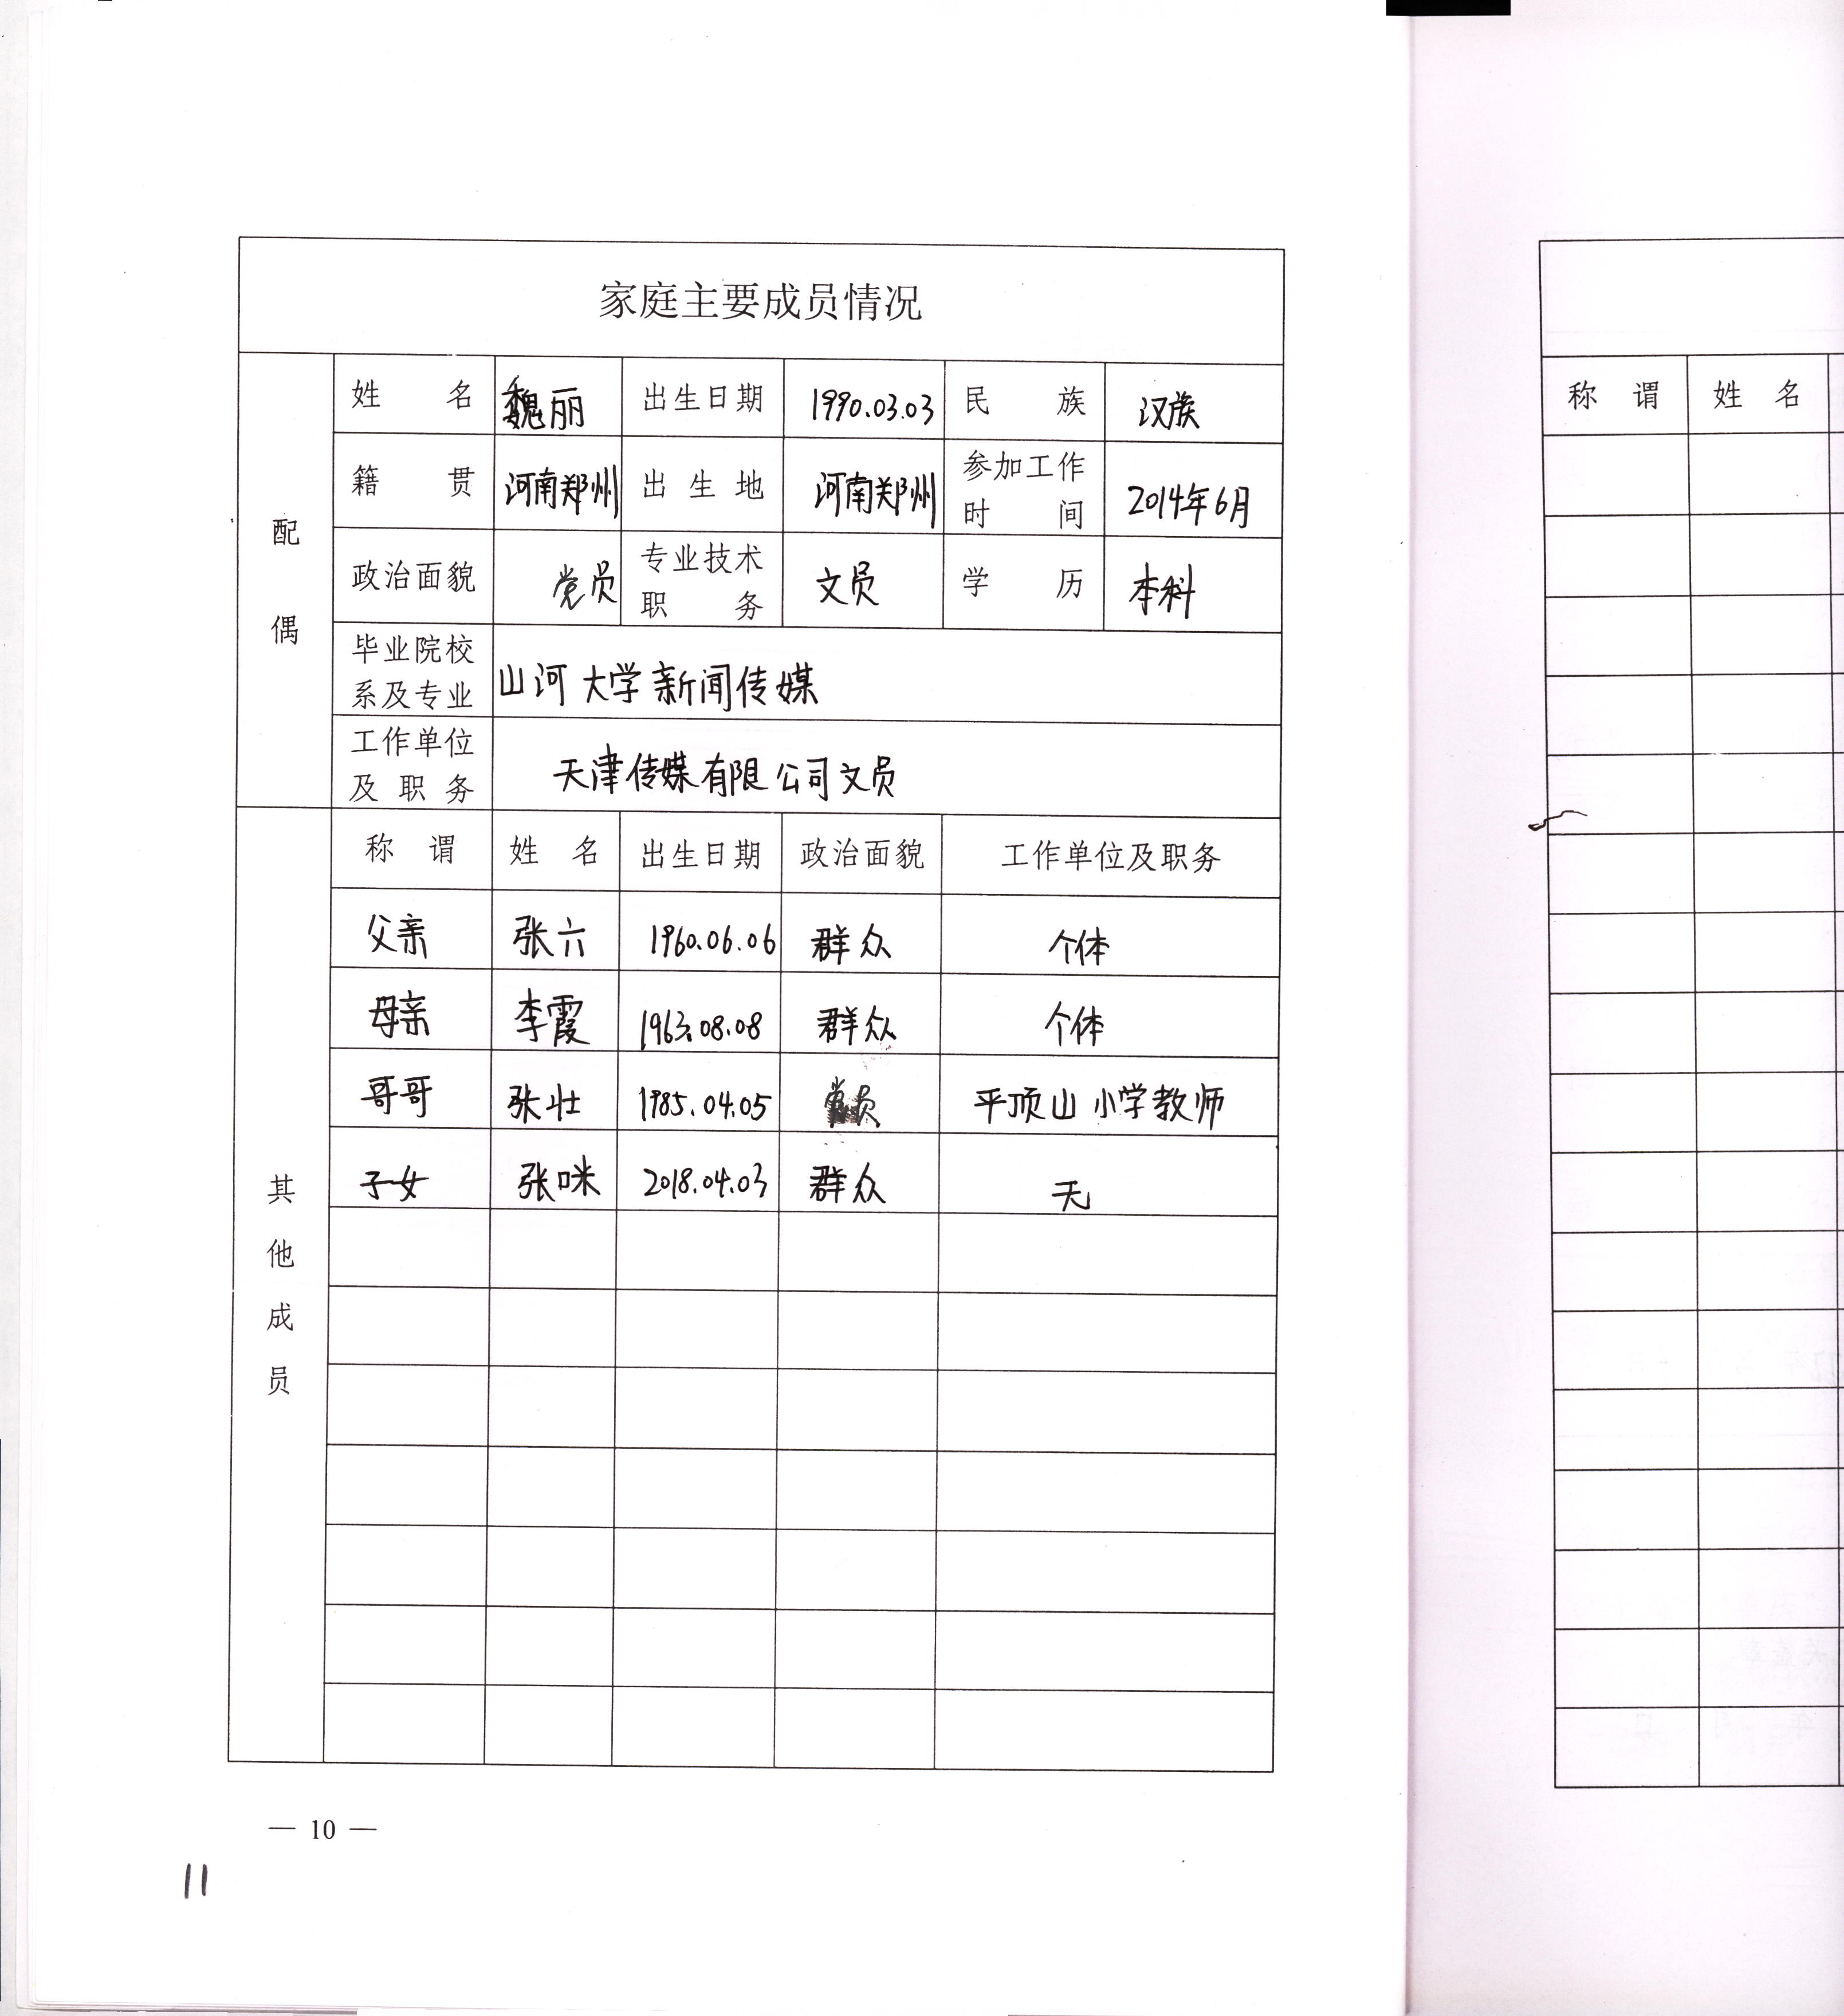 家庭主要成员情况
配偶
姓名 魏丽 出生日期 1990.03.03 民族 汉族
籍贯 河南郑州 出生地 河南郑州 参加工作时间 2014年6月
政治面貌 党员 专业技术职务 文员 学历 本科
毕业院校系及专业 山河大学新闻传媒
工作单位及职务 天津传媒有限公司文员
其他成员
称谓 姓名 出生日期 政治面貌 工作单位及职务
父亲 张六 1960.06.06 群众 个体
母亲 李霞 1963.08.08 群众 个体
哥哥 张壮 1985.04.05 党员 平顶山小学教师
子女 张咪 2018.04.03 群众 无
— 10 —
11
称谓 姓名